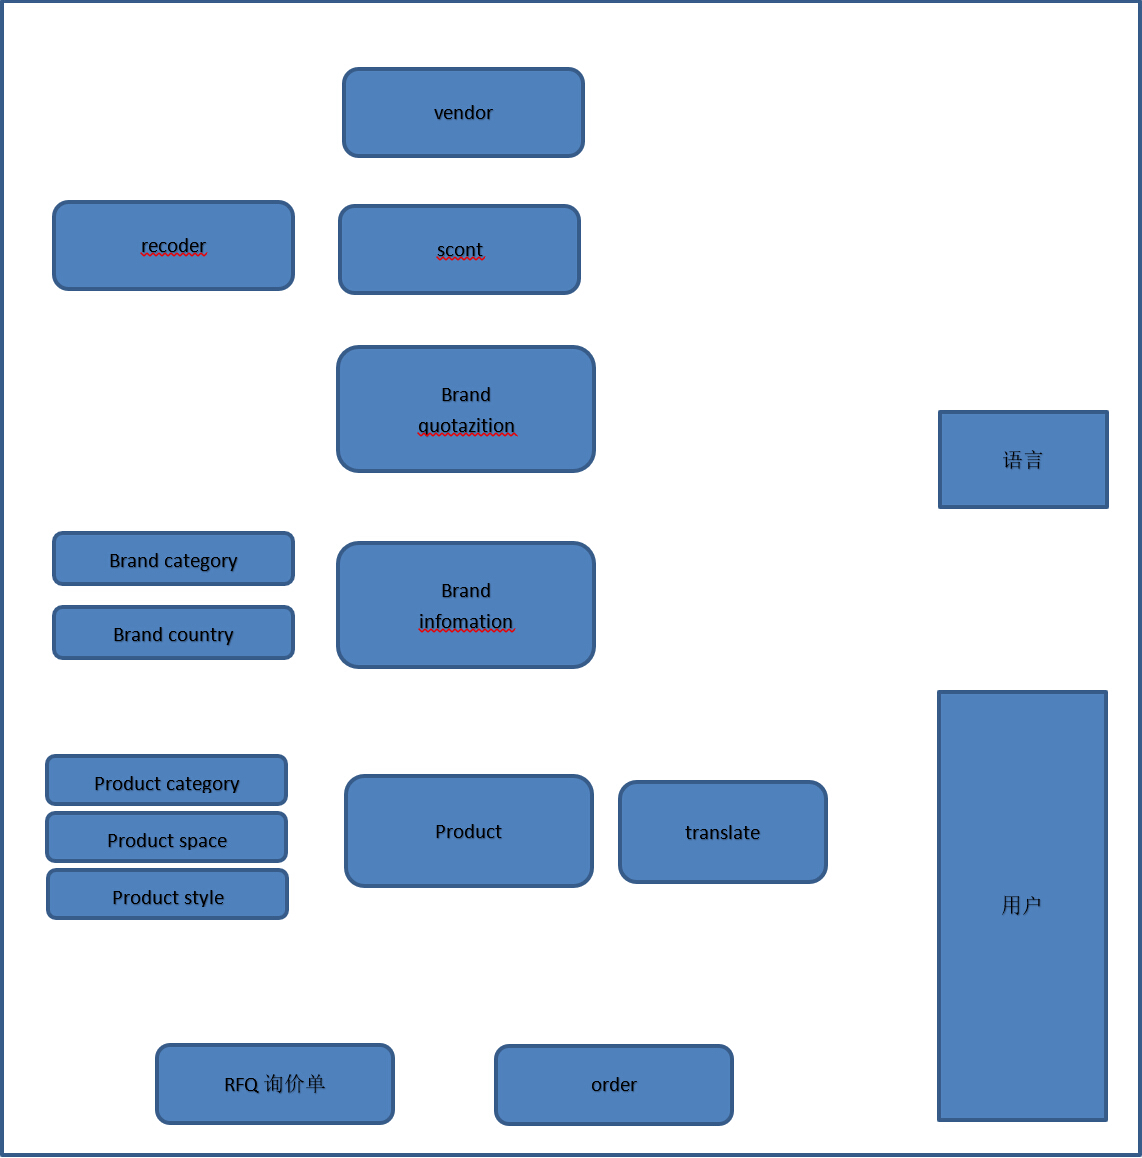 vendor
recoder
scont
Brand
quotazition
语言
Brand category
Brand country
Brand
infomation
Product category
Product space
Product style
Product
translate
用户
RFQ 询价单
order